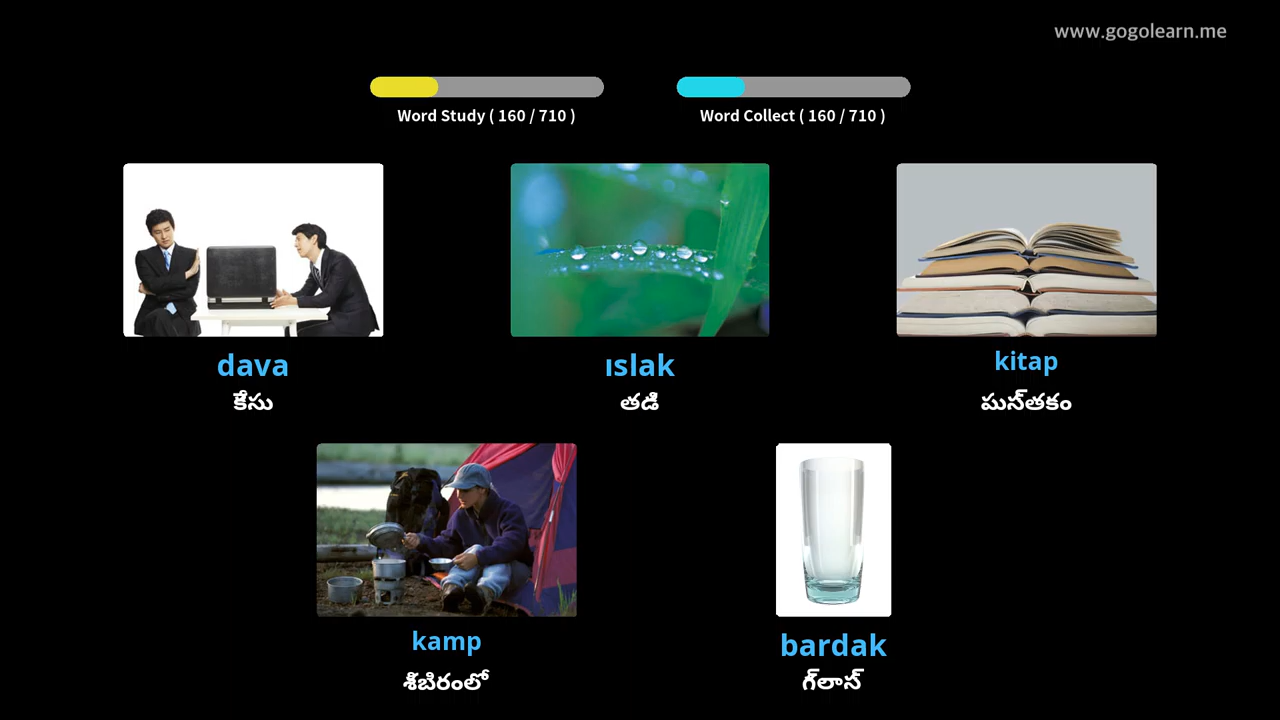 www.gogolearn.me
Word Study ( 160 / 710 )
Word Collect ( 160 / 710 )
dava
కేసు
ıslak
తడి
kitap
పుస్తకం
kamp
శిబిరంలో
bardak
గ్లాస్